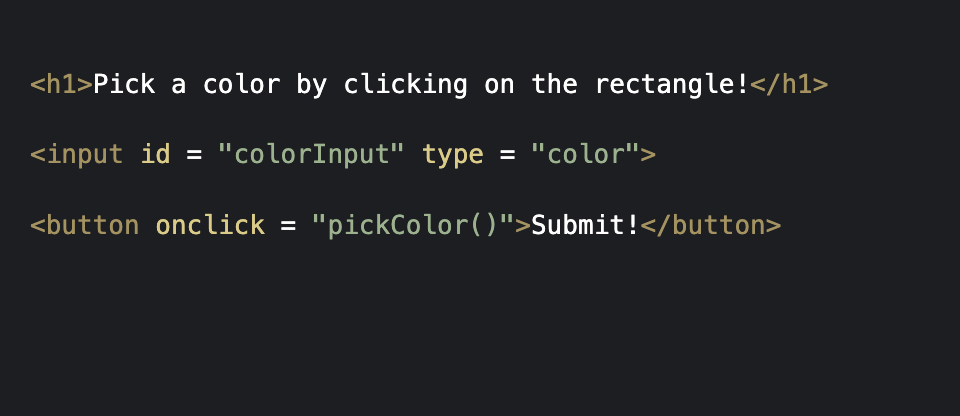 <h1>Pick a color by clicking on the rectangle!</h1>
<input id = "colorInput" type = "color">
<button onclick = "pickColor()">Submit!</button>